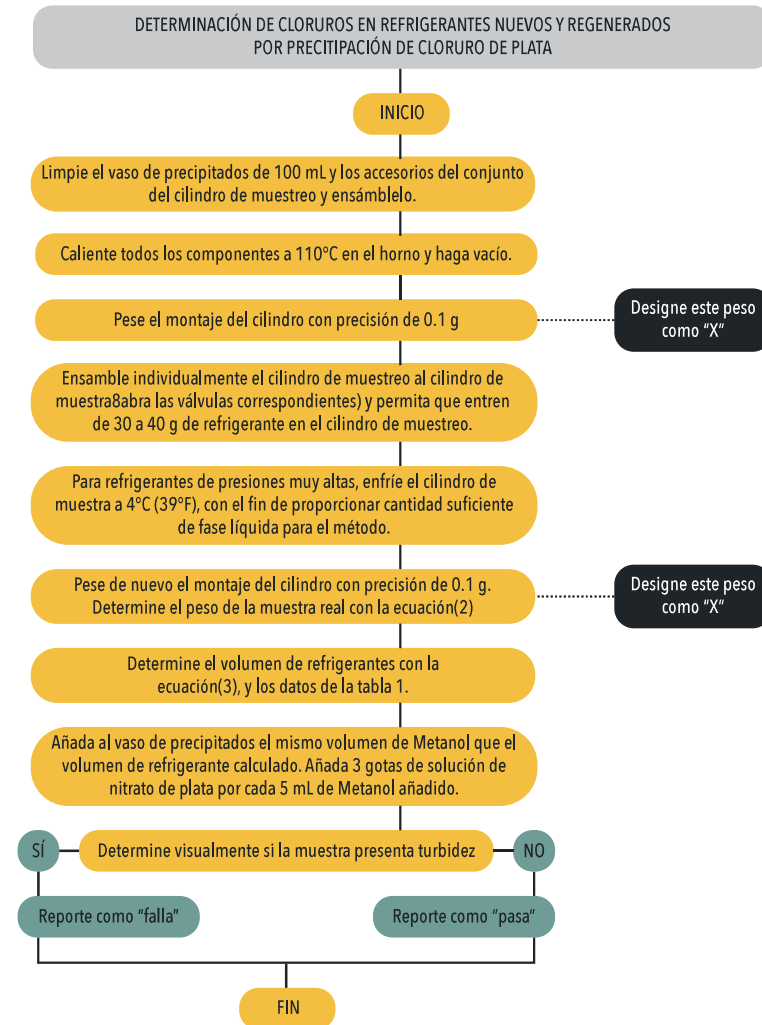 DETERMINACIÓN DE CLORUROS EN REFRIGERANTES NUEVOS Y REGENERADOS
POR PRECITIPACIÓN DE CLORURO DE PLATA
INICIO
Limpie el vaso de precipitados de 100 mL y los accesorios del conjunto
del cilindro de muestreo y ensámblelo.
Caliente todos los componentes a 110°C en el horno y haga vacío.
Pese el montaje del cilindro con precisión de 0.1 g
Designe este peso
como "X"
Ensamble individualmente el cilindro de muestreo al cilindro de
muestra8abra las válvulas correspondientes) y permita que entren
de 30 a 40 g de refrigerante en el cilindro de muestreo.
Para refrigerantes de presiones muy altas, enfríe el cilindro de
muestra a 4°C (39°F), con el fin de proporcionar cantidad suficiente
de fase líquida para el método.
Pese de nuevo el montaje del cilindro con precisión de 0.1 g.
Determine el peso de la muestra real con la ecuación(2)
Designe este peso
como "X"
Determine el volumen de refrigerantes con la
ecuación(3), y los datos de la tabla 1.
Añada al vaso de precipitados el mismo volumen de Metanol que el
volumen de refrigerante calculado. Añada 3 gotas de solución de
nitrato de plata por cada 5 mL de Metanol añadido.
SÍ
Determine visualmente si la muestra presenta turbidez
NO
Reporte como "falla"
Reporte como "pasa"
FIN